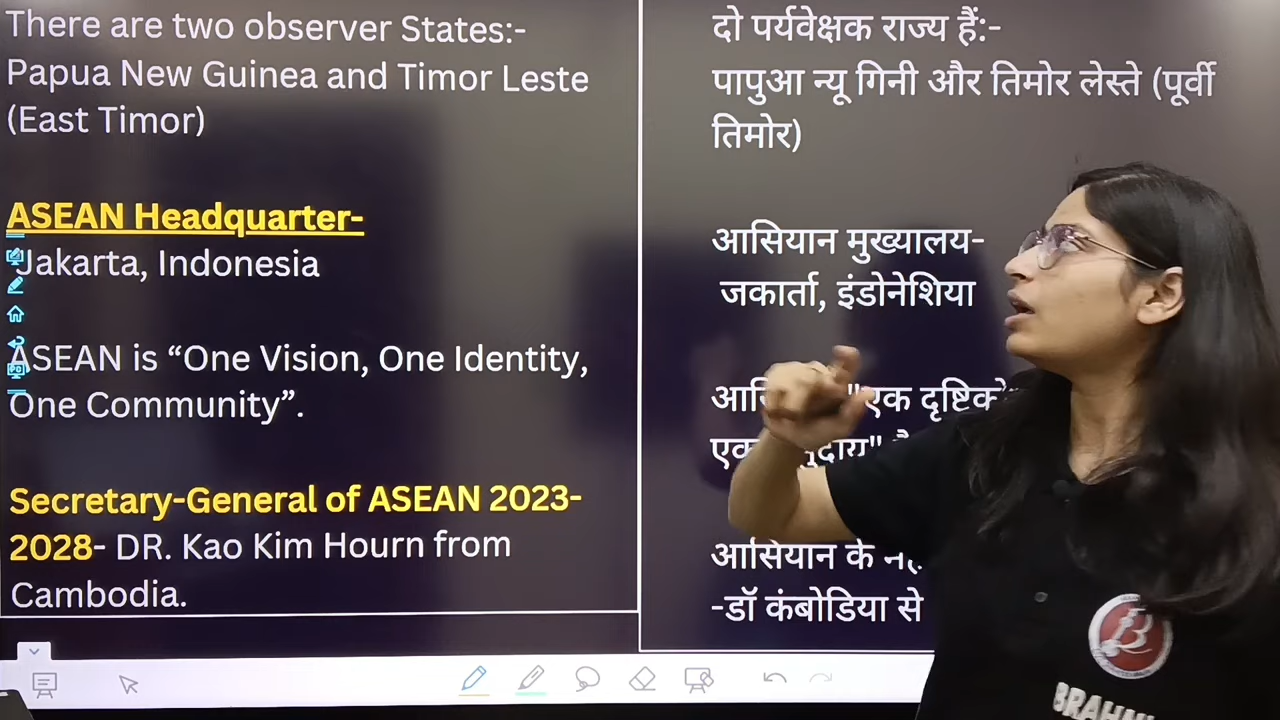 There are two observer States:-
Papua New Guinea and Timor Leste
(East Timor)
ASEAN Headquarter-
Jakarta, Indonesia
ASEAN is “One Vision, One Identity,
One Community”.
Secretary-General of ASEAN 2023-
2028- DR. Kao Kim Hourn from
Cambodia.
दो पर्यवेक्षक राज्य हैं:-
पापुआ न्यू गिनी और तिमोर लेस्ते (पूर्वी
तिमोर)
आसियान मुख्यालय-
जकार्ता, इंडोनेशिया
"एक
आसियान के
-डॉ कंबोडिया से